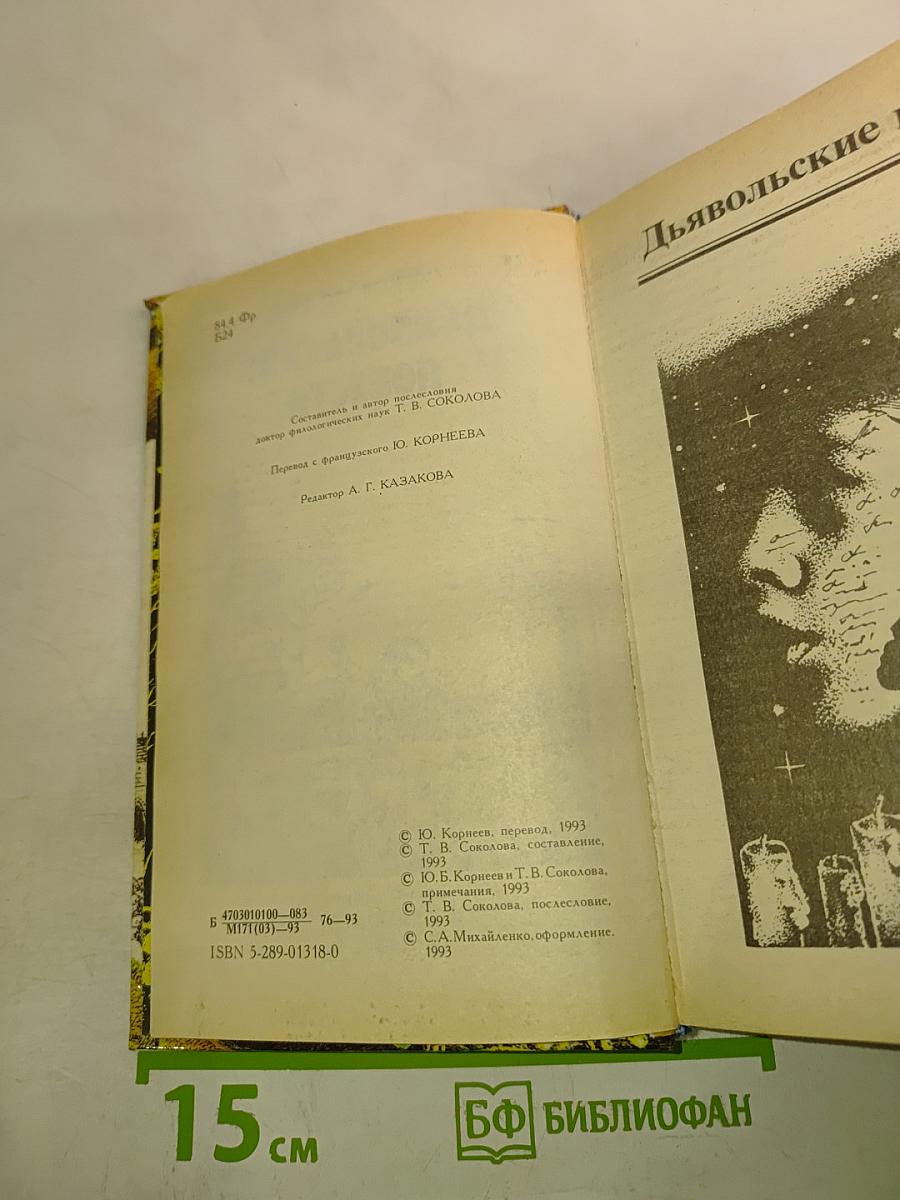 84.4 Фр
Б24
Составитель и автор послесловия
доктор филологических наук Т. В. СОКОЛОВА
Перевод с французского Ю. КОРНЕЕВА
Редактор А. Г. КАЗАКОВА
© Ю. Корнеев, перевод, 1993
© Т. В. Соколова, составление,
1993
© Ю.Б.Корнеев и Т.В.Соколова,
примечания, 1993
© Т. В. Соколова, послесловие,
1993
© С.А.Михайленко, оформление.
1993
Б 4703010100—083
М171(03)—93 76—93
ISBN 5-289-01318-0
Дьявольские
15 см
БФ БИБЛИОФАН